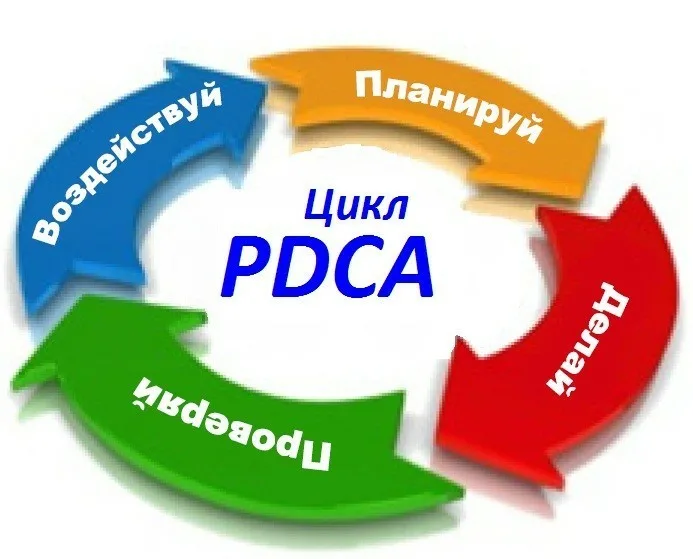 Цикл
PDCA
Планируй
Делай
Проверяй
Воздействуй